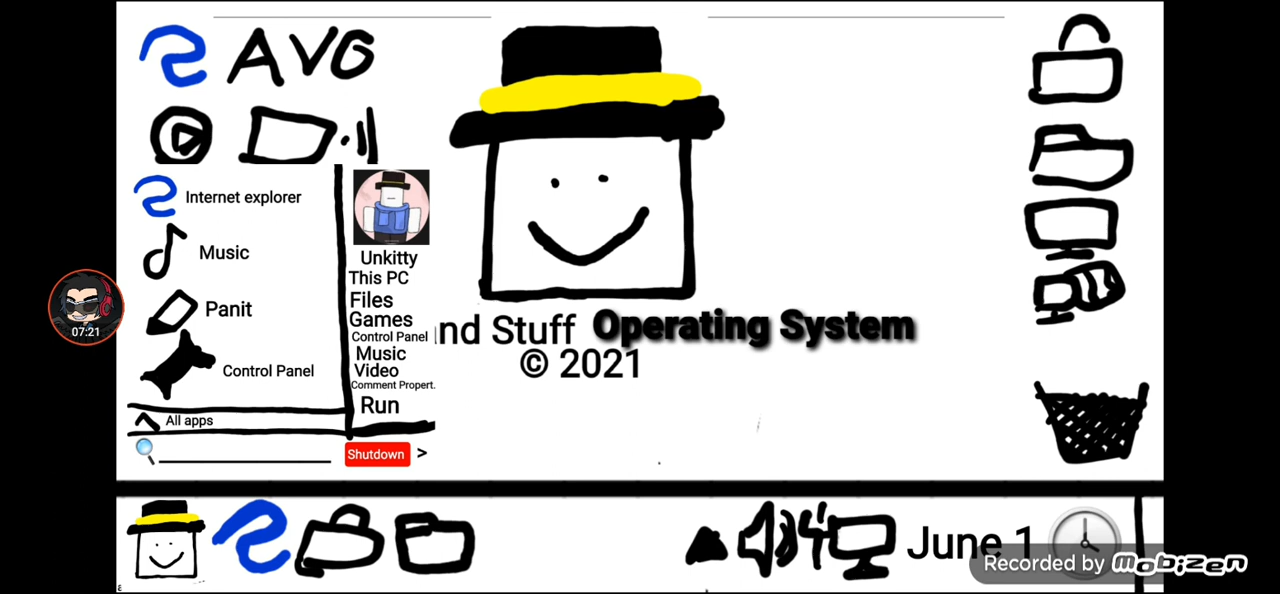 AVG
Internet explorer
Music
Panit
Control Panel
All apps
Unkitty
This PC
Files
Games
Control Panel
Music
Video
Comment Propert.
Run
Shutdown >
nd Stuff Operating System
© 2021
07:21
June 1
Recorded by Mobizen